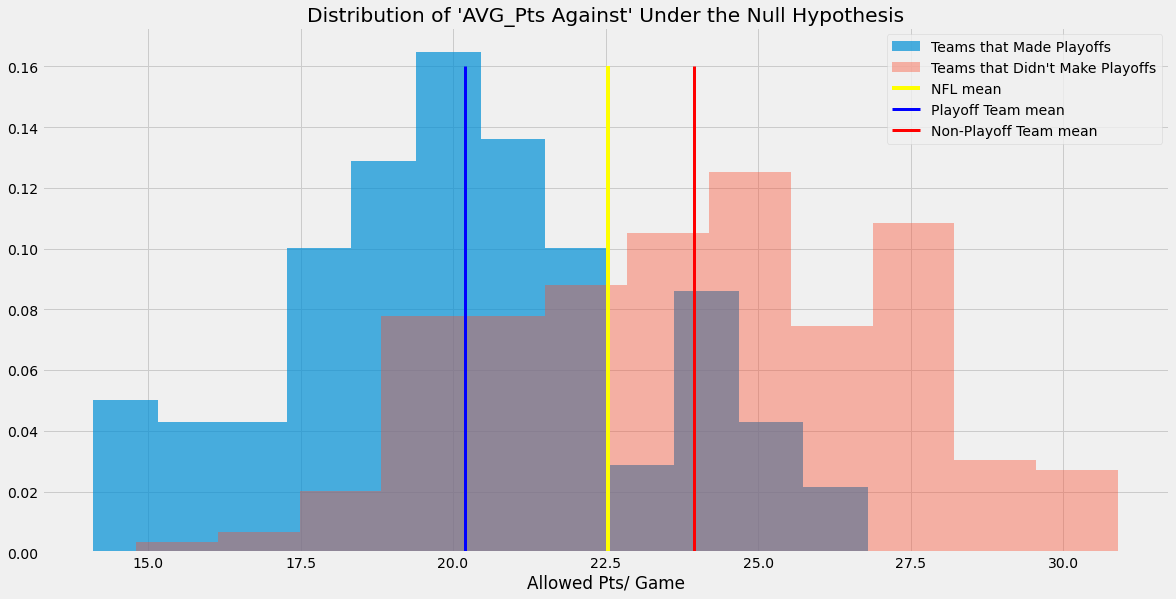 Distribution of 'AVG_Pts Against' Under the Null Hypothesis
Teams that Made Playoffs
Teams that Didn't Make Playoffs
NFL mean
Playoff Team mean
Non-Playoff Team mean
0.16
0.14
0.12
0.10
0.08
0.06
0.04
0.02
0.00
15.0 17.5 20.0 22.5 25.0 27.5 30.0
Allowed Pts/ Game